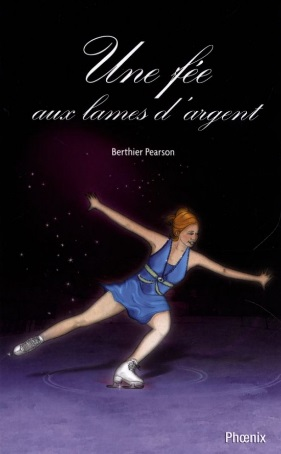 Une fée
aux lames d'argent
Berthier Pearson
Phœnix